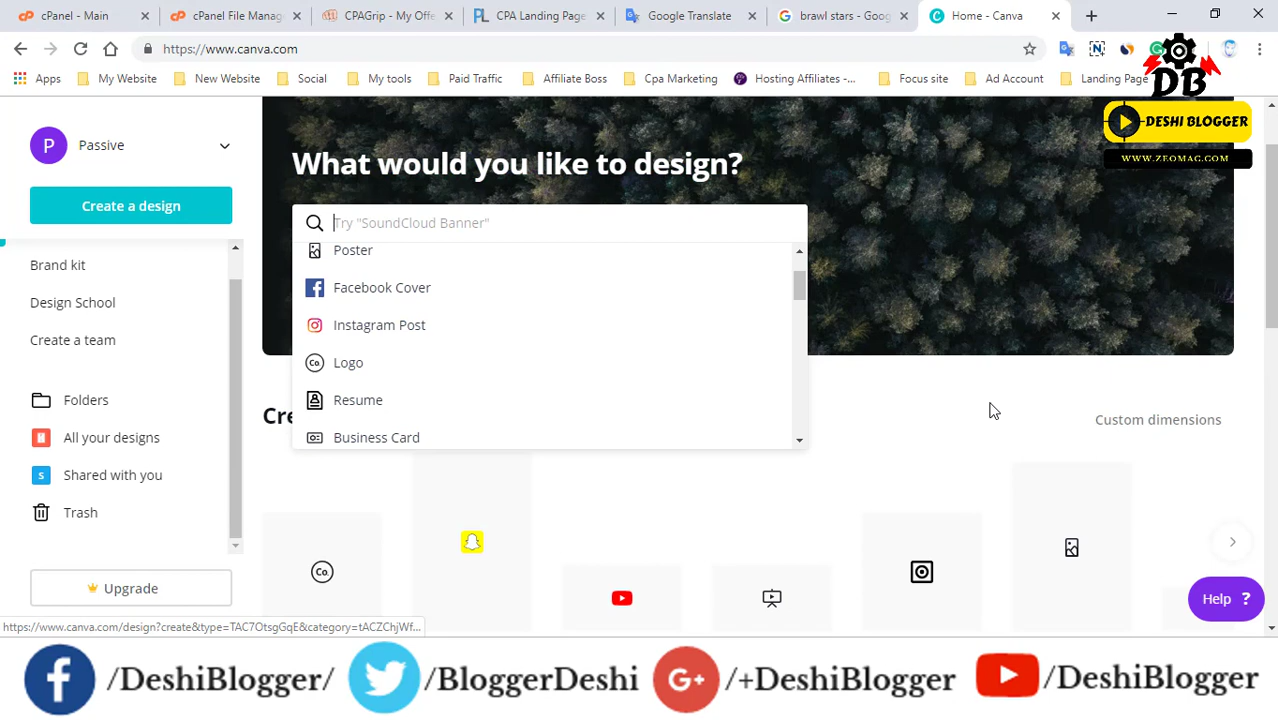 cPanel - Main
cPanel File Mana
CPAGrip - My Offe
CPA Landing Page
Google Translate
brawl stars - Goog
Home - Canva
https://www.canva.com
Apps
My Website
New Website
Social
My tools
Paid Traffic
Affiliate Boss
Cpa Marketing
Hosting Affiliates -...
Focus site
Ad Account
Landing Page
DB
DESHI BLOGGER
WWW.ZEOMAG.COM
P
Passive
Create a design
Brand kit
Design School
Create a team
Folders
All your designs
S
Shared with you
Trash
Upgrade
What would you like to design?
Try "SoundCloud Banner"
Poster
Facebook Cover
Instagram Post
Co.
Logo
Resume
Business Card
Cre
Custom dimensions
Co.
Help ?
https://www.canva.com/design?create&type=TAC7OtsgGqE&category=tACZChjWf...
/DeshiBlogger/
/BloggerDeshi
G+
/+DeshiBlogger
/DeshiBlogger